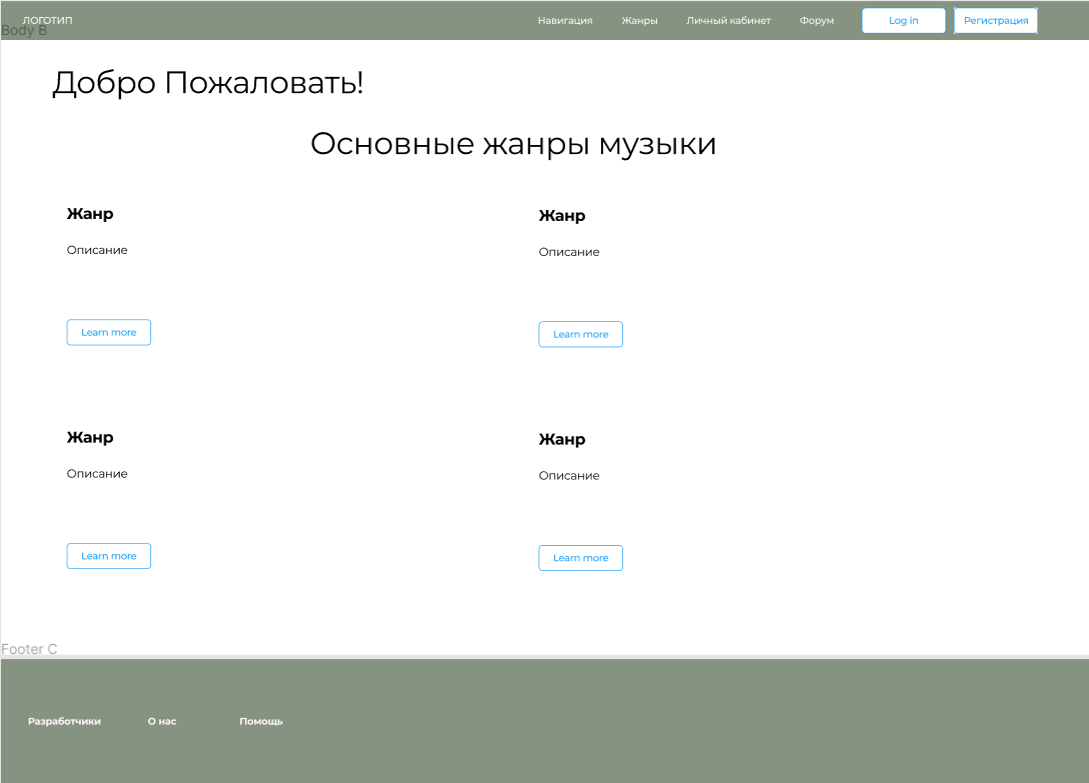 ЛОГОТИП
Навигация Жанры Личный кабинет Форум Log in Регистрация
Body B
Добро Пожаловать!
Основные жанры музыки
Жанр
Описание
Learn more
Жанр
Описание
Learn more
Жанр
Описание
Learn more
Жанр
Описание
Learn more
Footer C
Разработчики О нас Помощь